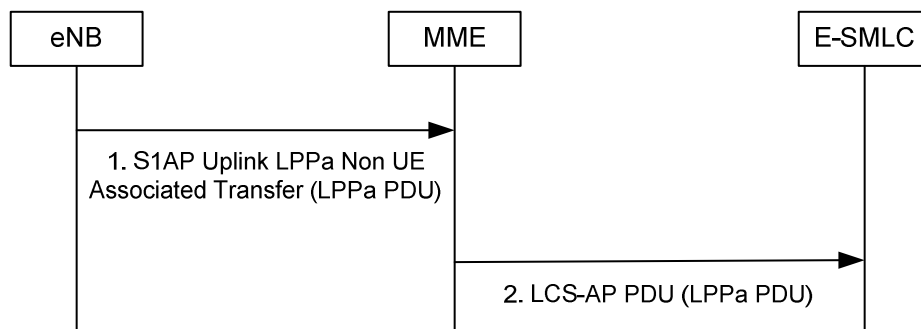 eNB
MME
E-SMLC
1. S1AP Uplink LPPa Non UE
Associated Transfer (LPPa PDU)
2. LCS-AP PDU (LPPa PDU)